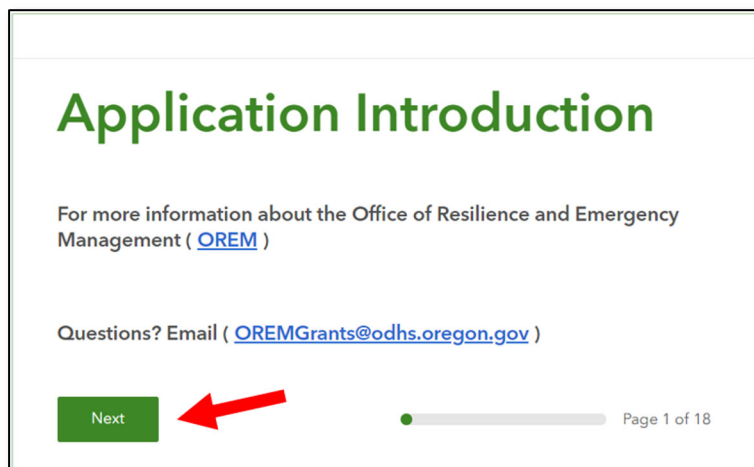 Application Introduction
For more information about the Office of Resilience and Emergency
Management ( OREM )
Questions? Email ( OREMGrants@odhs.oregon.gov )
Next
Page 1 of 18